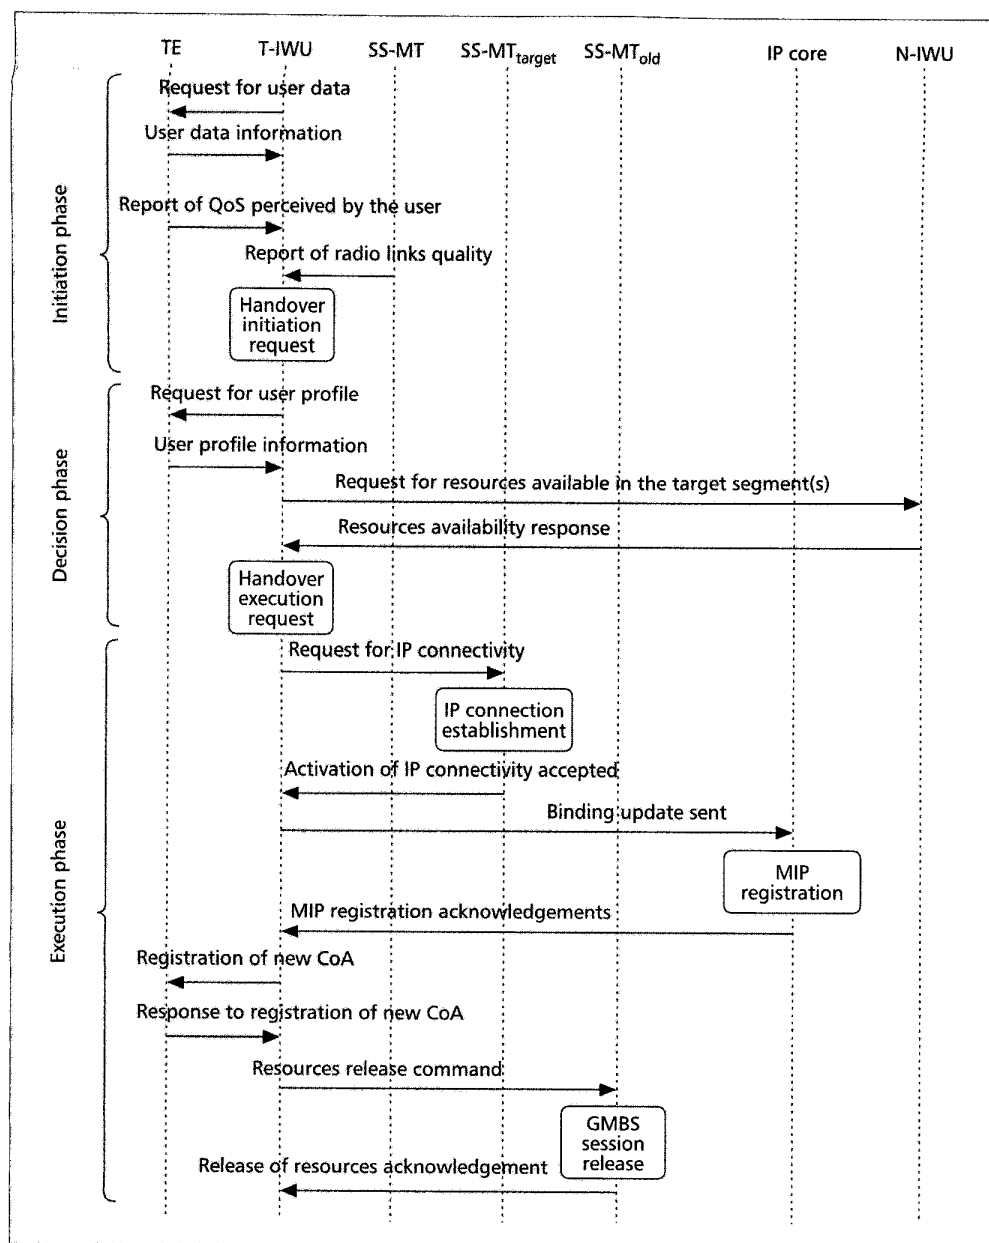 TE T-IWU SS-MT SS-MTtarget SS-MTold IP core N-IWU
Request for user data
User data information
Report of QoS perceived by the user
Report of radio links quality
Handover
initiation
request
Initiation phase
Request for user profile
User profile information
Request for resources available in the target segment(s)
Resources availability response
Handover
execution
request
Decision phase
Request for IP connectivity
IP connection
establishment
Activation of IP connectivity accepted
Binding update sent
MIP
registration
MIP registration acknowledgements
Registration of new CoA
Response to registration of new CoA
Resources release command
GMBS
session
release
Release of resources acknowledgement
Execution phase